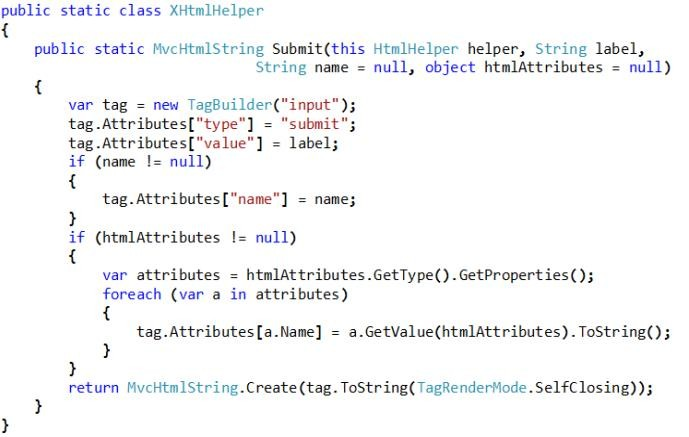 public static class XHtmlHelper
{
    public static MvcHtmlString Submit(this HtmlHelper helper, String label,
                              String name = null, object htmlAttributes = null)
    {
        var tag = new TagBuilder("input");
        tag.Attributes["type"] = "submit";
        tag.Attributes["value"] = label;
        if (name != null)
        {
            tag.Attributes["name"] = name;
        }
        if (htmlAttributes != null)
        {
            var attributes = htmlAttributes.GetType().GetProperties();
            foreach (var a in attributes)
            {
                tag.Attributes[a.Name] = a.GetValue(htmlAttributes).ToString();
            }
        }
        return MvcHtmlString.Create(tag.ToString(TagRenderMode.SelfClosing));
    }
}